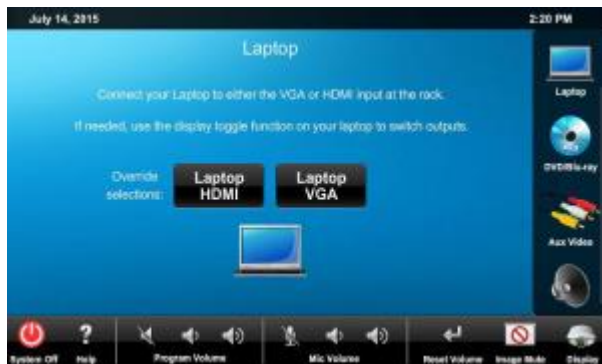 July 14, 2015
2:20 PM
Laptop
Connect your Laptop to either the VGA or HDMI input at the rack.
If needed, use the display toggle function on your laptop to switch outputs.
Override
selections:
Laptop
HDMI
Laptop
VGA
Laptop
DVD/Blu-ray
Aux Video
System Off
Help
Program Volume
Mic Volume
Reset Volume
Image Mute
Display